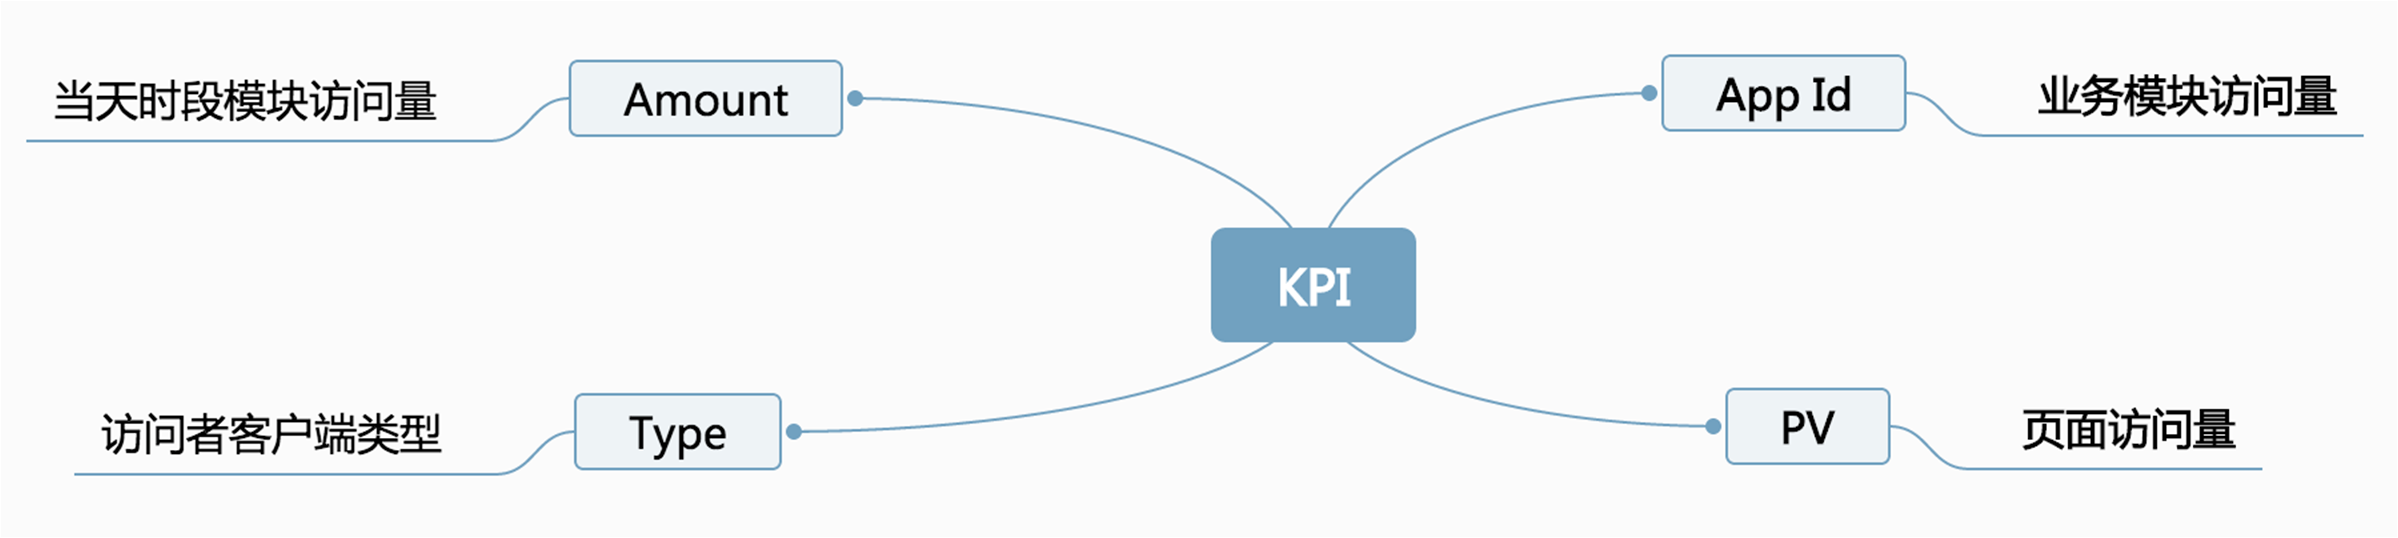 当天时段模块访问量
Amount
App Id
业务模块访问量
KPI
访问者客户端类型
Type
PV
页面访问量